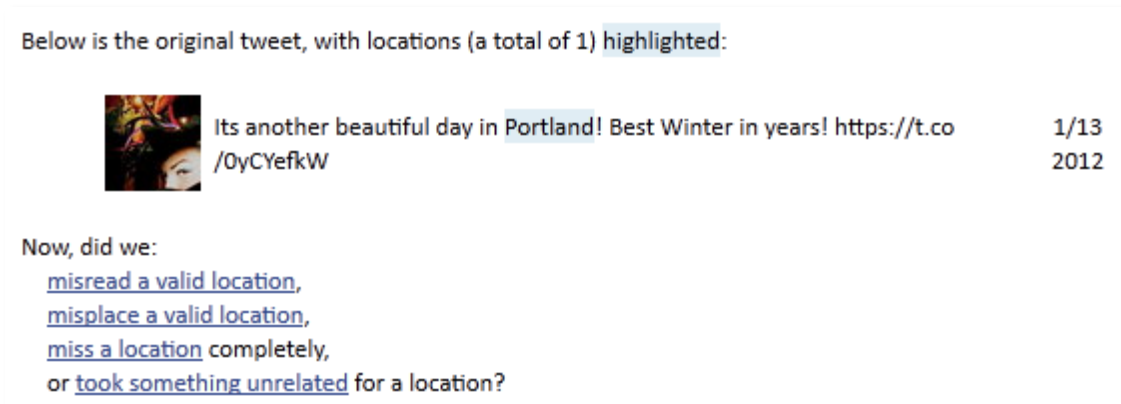 Below is the original tweet, with locations (a total of 1) highlighted:
Its another beautiful day in Portland! Best Winter in years! https://t.co 1/13
/0yCYefkW 2012
Now, did we:
misread a valid location,
misplace a valid location,
miss a location completely,
or took something unrelated for a location?